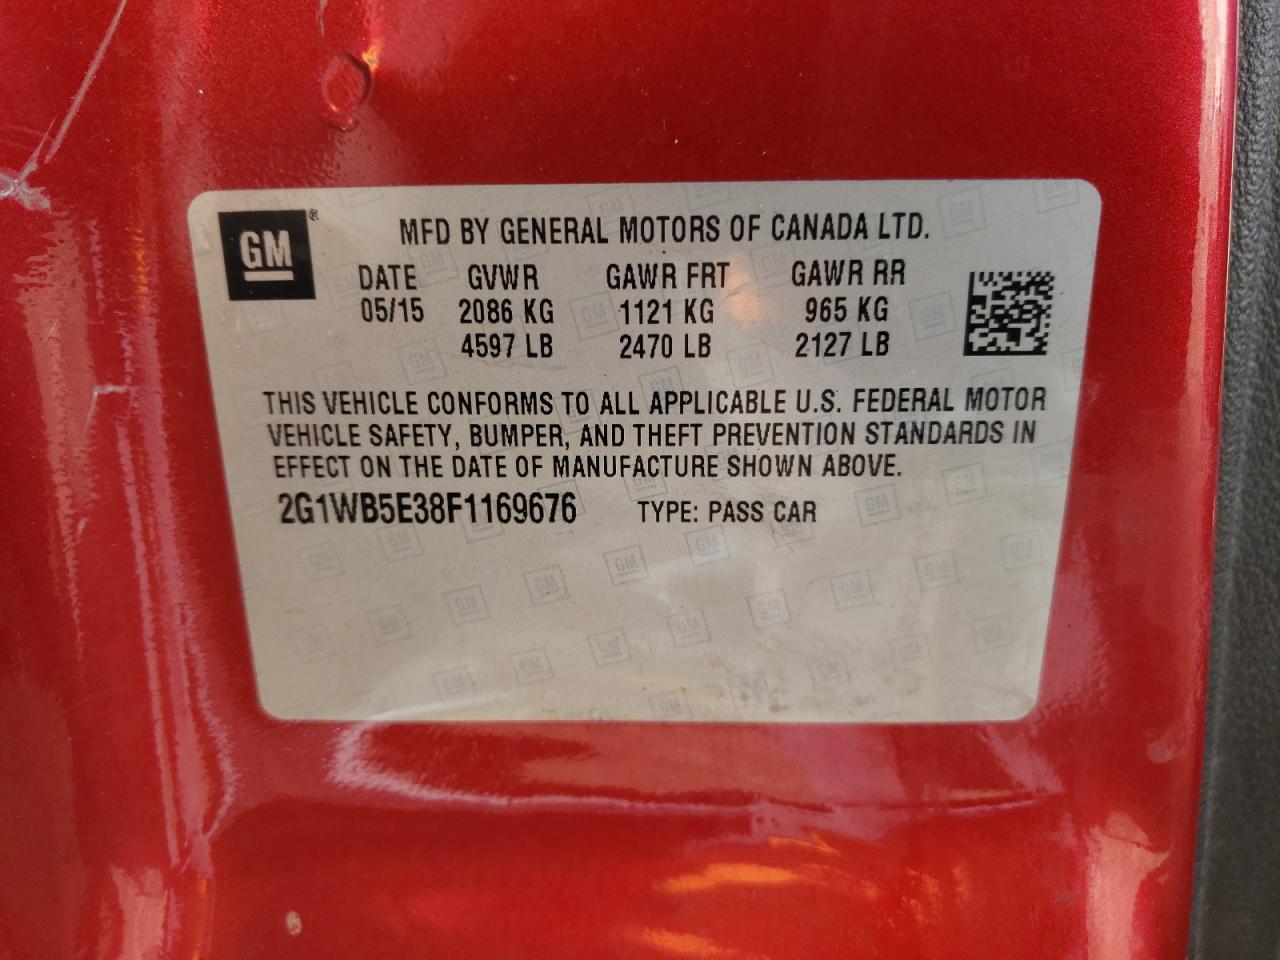 GM®
MFD BY GENERAL MOTORS OF CANADA LTD.
DATE GVWR GAWR FRT GAWR RR
05/15 2086 KG 1121 KG 965 KG
4597 LB 2470 LB 2127 LB
THIS VEHICLE CONFORMS TO ALL APPLICABLE U.S. FEDERAL MOTOR
VEHICLE SAFETY, BUMPER, AND THEFT PREVENTION STANDARDS IN
EFFECT ON THE DATE OF MANUFACTURE SHOWN ABOVE.
2G1WB5E38F1169676 TYPE: PASS CAR